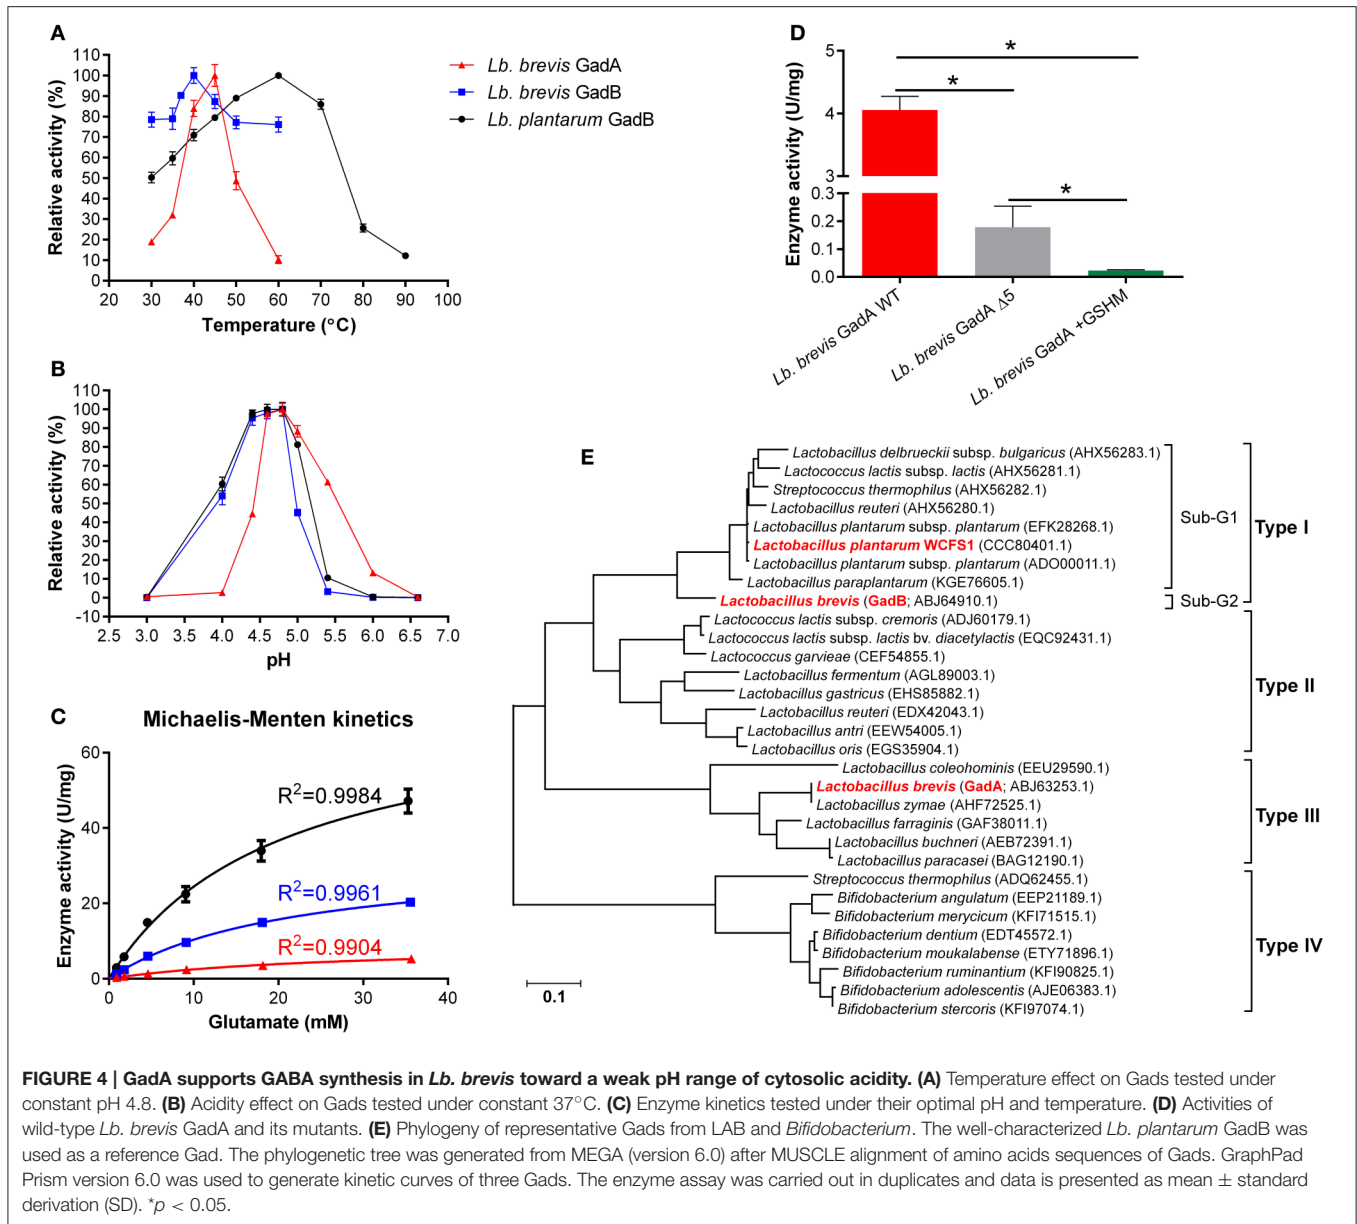 A
110
100
90
80
70
60
50
40
30
20
10
0
Relative activity (%)
20 30 40 50 60 70 80 90 100
Temperature (°C)
Lb. brevis GadA
Lb. brevis GadB
Lb. plantarum GadB
B
110
100
90
80
70
60
50
40
30
20
10
0
-10
Relative activity (%)
2.5 3.0 3.5 4.0 4.5 5.0 5.5 6.0 6.5 7.0
pH
C
Michaelis-Menten kinetics
60
40
20
0
Enzyme activity (U/mg)
R²=0.9984
R²=0.9961
R²=0.9904
0 10 20 30 40
Glutamate (mM)
D
5
4
3
0.3
0.2
0.1
0.0
Enzyme activity (U/mg)
*
*
*
Lb. brevis GadA WT
Lb. brevis GadA Δ5
Lb. brevis GadA +GSHM
E
Lactobacillus delbrueckii subsp. bulgaricus (AHX56283.1)
Lactococcus lactis subsp. lactis (AHX56281.1)
Streptococcus thermophilus (AHX56282.1)
Lactobacillus reuteri (AHX56280.1)
Lactobacillus plantarum subsp. plantarum (EFK28268.1)
Lactobacillus plantarum WCFS1 (CCC80401.1)
Lactobacillus plantarum subsp. plantarum (ADO00011.1)
Lactobacillus paraplantarum (KGE76605.1)
Lactobacillus brevis (GadB; ABJ64910.1)
Lactococcus lactis subsp. cremoris (ADJ60179.1)
Lactococcus lactis subsp. lactis bv. diacetylactis (EQC92431.1)
Lactococcus garvieae (CEF54855.1)
Lactobacillus fermentum (AGL89003.1)
Lactobacillus gastricus (EHS85882.1)
Lactobacillus reuteri (EDX42043.1)
Lactobacillus antri (EEW54005.1)
Lactobacillus oris (EGS35904.1)
Lactobacillus coleohominis (EEU29590.1)
Lactobacillus brevis (GadA; ABJ63253.1)
Lactobacillus zymae (AHF72525.1)
Lactobacillus farraginis (GAF38011.1)
Lactobacillus buchneri (AEB72391.1)
Lactobacillus paracasei (BAG12190.1)
Streptococcus thermophilus (ADQ62455.1)
Bifidobacterium angulatum (EEP21189.1)
Bifidobacterium merycicum (KFI71515.1)
Bifidobacterium dentium (EDT45572.1)
Bifidobacterium moukalabense (ETY71896.1)
Bifidobacterium ruminantium (KFI90825.1)
Bifidobacterium adolescentis (AJE06383.1)
Bifidobacterium stercoris (KFI97074.1)
Sub-G1
Sub-G2
Type I
Type II
Type III
Type IV
0.1
FIGURE 4 | GadA supports GABA synthesis in Lb. brevis toward a weak pH range of cytosolic acidity. (A) Temperature effect on Gads tested under
constant pH 4.8. (B) Acidity effect on Gads tested under constant 37°C. (C) Enzyme kinetics tested under their optimal pH and temperature. (D) Activities of
wild-type Lb. brevis GadA and its mutants. (E) Phylogeny of representative Gads from LAB and Bifidobacterium. The well-characterized Lb. plantarum GadB was
used as a reference Gad. The phylogenetic tree was generated from MEGA (version 6.0) after MUSCLE alignment of amino acids sequences of Gads. GraphPad
Prism version 6.0 was used to generate kinetic curves of three Gads. The enzyme assay was carried out in duplicates and data is presented as mean ± standard
derivation (SD). *p < 0.05.